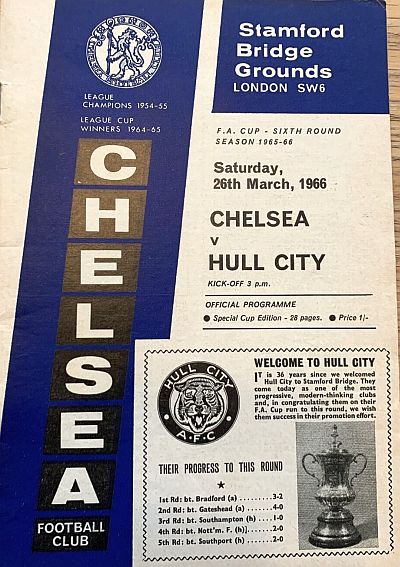 LEAGUE
CHAMPIONS 1954-55
LEAGUE CUP
WINNERS 1964-65
CHELSEA
FOOTBALL
CLUB
Stamford
Bridge
Grounds
LONDON SW6
F.A. CUP - SIXTH ROUND
SEASON 1965-66
Saturday,
26th March, 1966
CHELSEA
v
HULL CITY
KICK-OFF 3 p.m.
OFFICIAL PROGRAMME
● Special Cup Edition - 28 pages. ● Price 1/-
HULL CITY
A.F.C
WELCOME TO HULL CITY
IT is 36 years since we welcomed
Hull City to Stamford Bridge. They
come today as one of the most
progressive, modern-thinking clubs
and, in congratulating them on their
F.A. Cup run to this round, we wish
them success in their promotion effort.
THEIR PROGRESS TO THIS ROUND
★
1st Rd: bt. Bradford (a) .........3-2
2nd Rd: bt. Gateshead (a) ....4-0
3rd Rd: bt. Southampton (h) ...1-0
4th Rd: bt. Nott'm. F. (h)].......2-0
5th Rd: bt. Southport (h) ......2-0